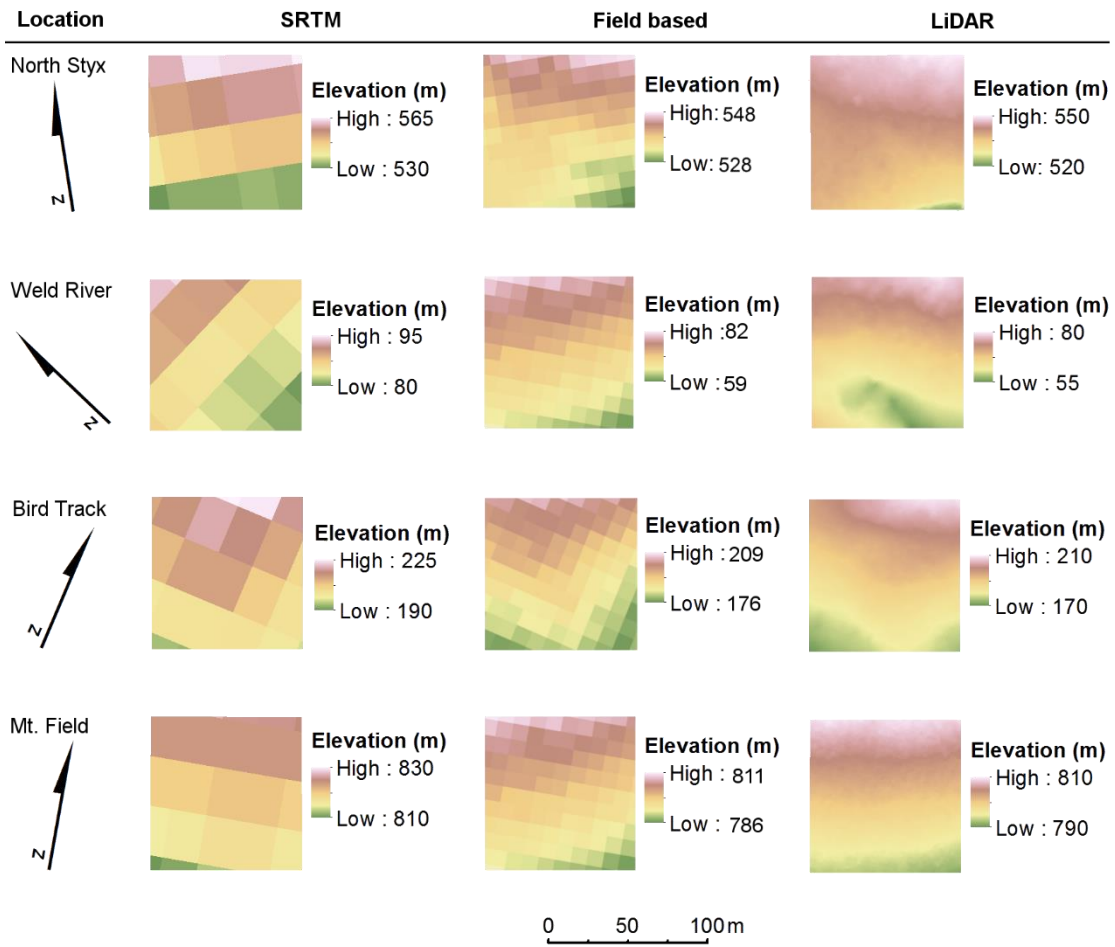 Location SRTM Field based LiDAR
North Styx
Elevation (m) Elevation (m) Elevation (m)
High : 565 High: 548 High: 550
Low : 530 Low: 528 Low: 520
z
Weld River
Elevation (m) Elevation (m) Elevation (m)
High : 95 High :82 High : 80
Low : 80 Low : 59 Low : 55
z
Bird Track
Elevation (m) Elevation (m) Elevation (m)
High : 225 High : 209 High : 210
Low : 190 Low : 176 Low : 170
z
Mt. Field
Elevation (m) Elevation (m) Elevation (m)
High : 830 High : 811 High : 810
Low : 810 Low : 786 Low : 790
z
0 50 100 m